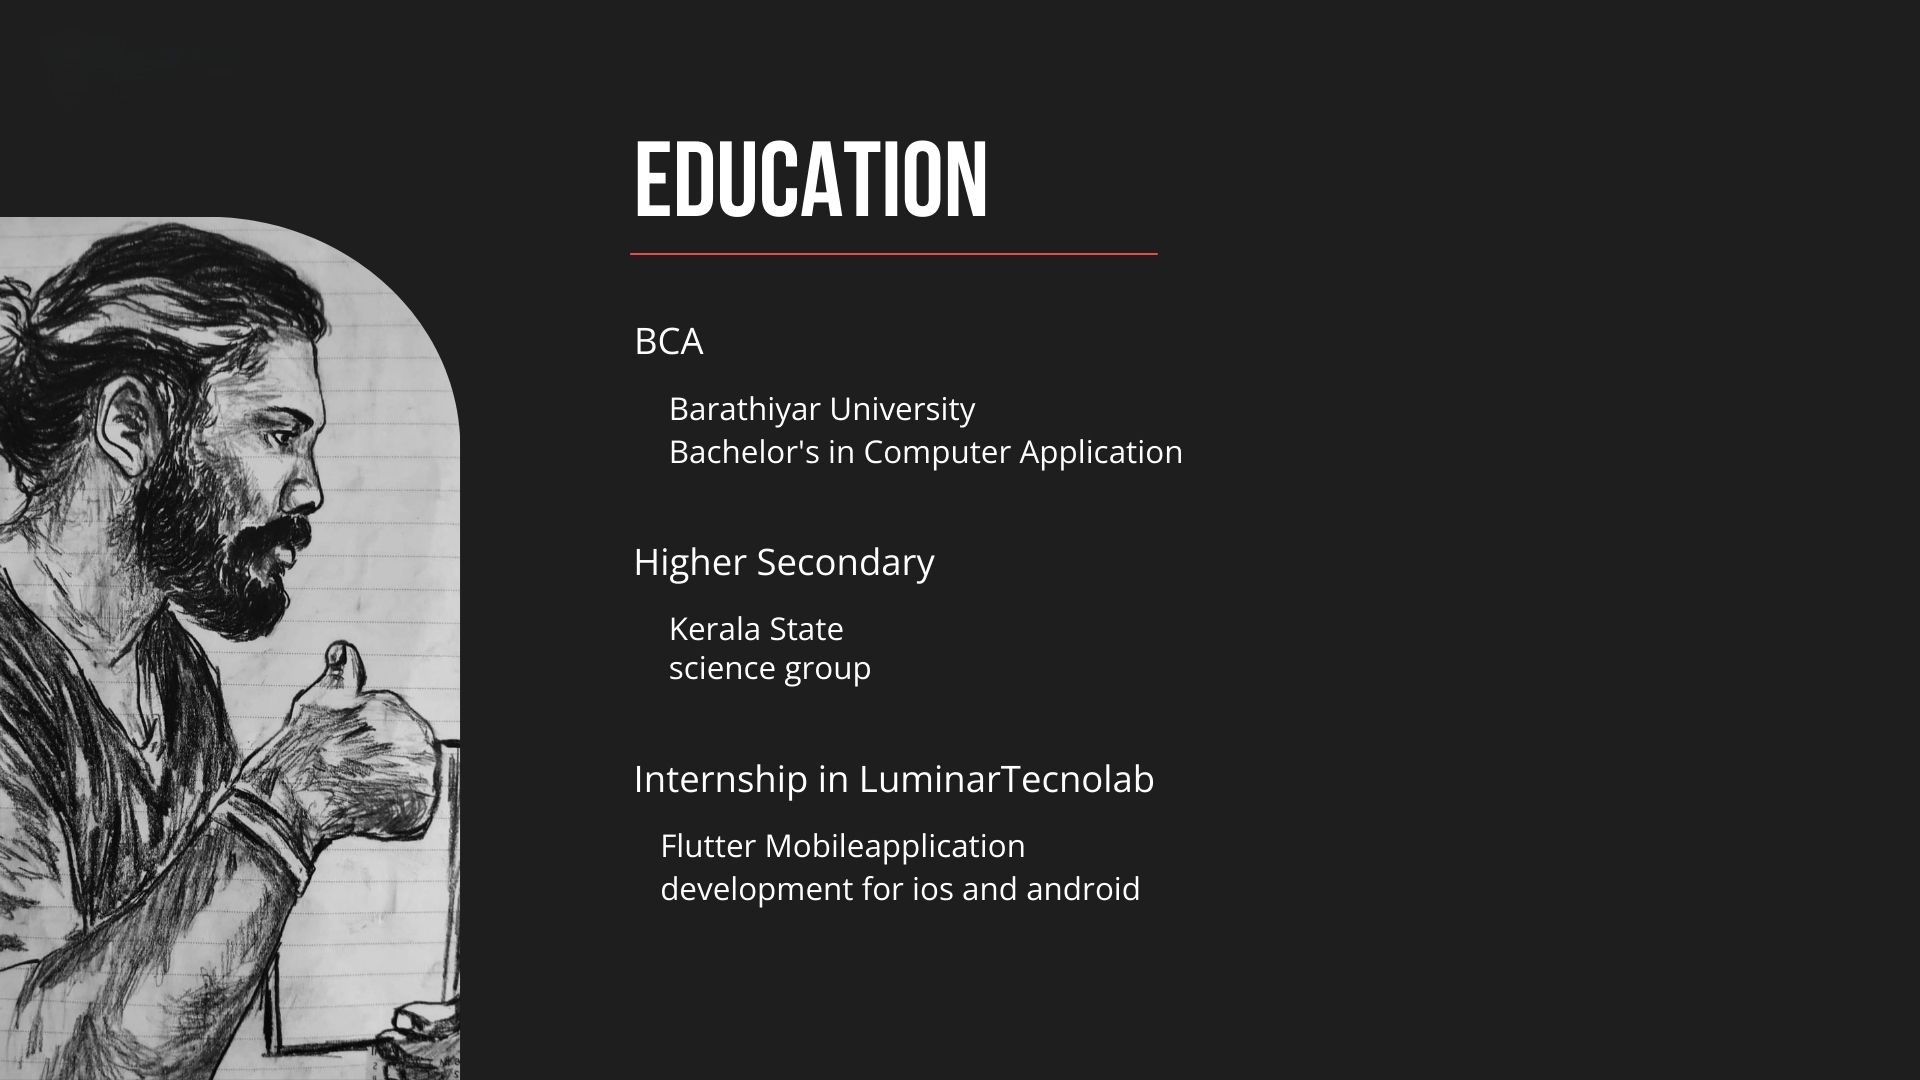 EDUCATION
BCA
Barathiyar University
Bachelor's in Computer Application
Higher Secondary
Kerala State
science group
Internship in LuminarTecnolab
Flutter Mobileapplication
development for ios and android